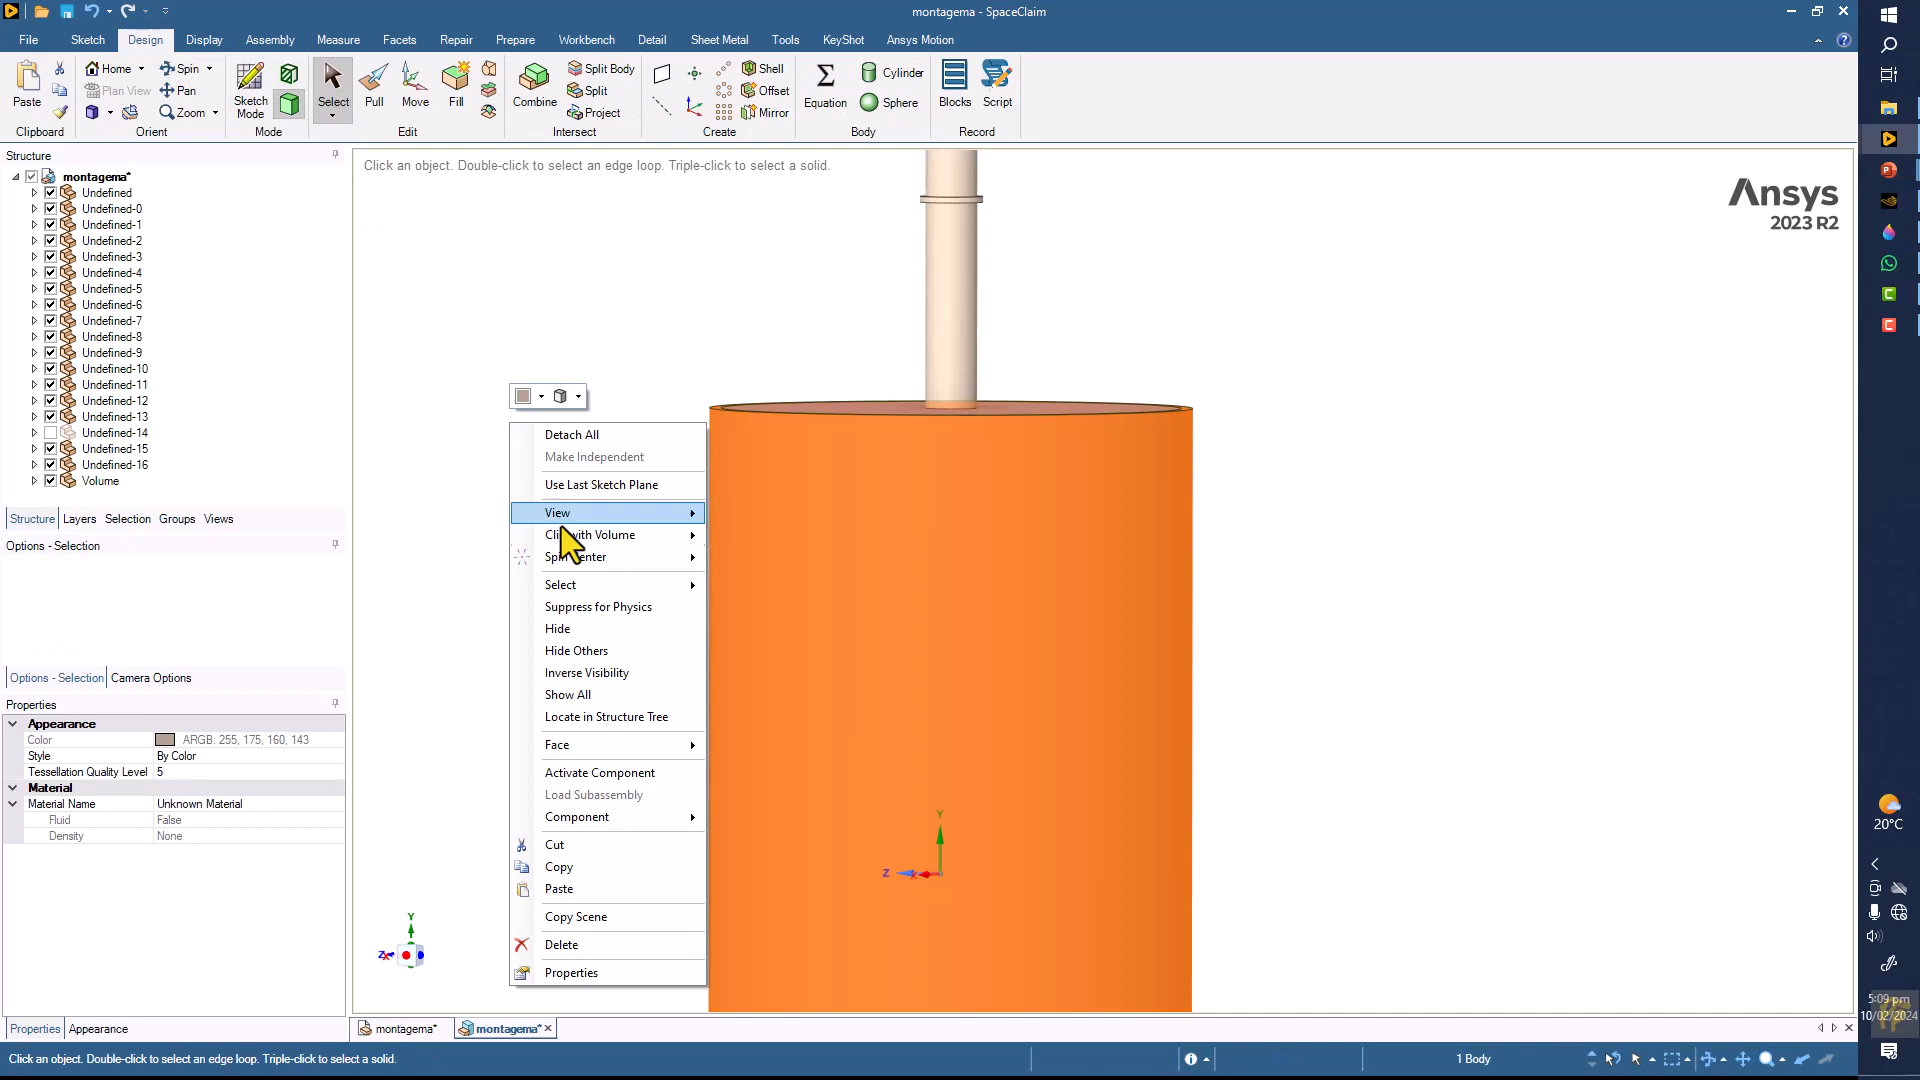 montagema - SpaceClaim
File Sketch Design Display Assembly Measure Facets Repair Prepare Workbench Detail Sheet Metal Tools KeyShot Ansys Motion
Paste
Clipboard
Home Spin
Plan View Pan
Zoom
Orient
Sketch Mode
Mode
Select Pull Move Fill
Edit
Combine
Split Body
Split
Project
Intersect
Shell
Offset
Mirror
Create
Equation
Cylinder
Sphere
Body
Blocks Script
Record
Structure
montagema*
Undefined
Undefined-0
Undefined-1
Undefined-2
Undefined-3
Undefined-4
Undefined-5
Undefined-6
Undefined-7
Undefined-8
Undefined-9
Undefined-10
Undefined-11
Undefined-12
Undefined-13
Undefined-14
Undefined-15
Undefined-16
Volume
Structure Layers Selection Groups Views
Options - Selection
Options - Selection Camera Options
Properties
Appearance
Color ARGB: 255, 175, 160, 143
Style By Color
Tessellation Quality Level 5
Material
Material Name Unknown Material
Fluid False
Density None
Properties Appearance
Click an object. Double-click to select an edge loop. Triple-click to select a solid.
Ansys
2023 R2
Detach All
Make Independent
Use Last Sketch Plane
View
with Volume
Select
Suppress for Physics
Hide
Hide Others
Inverse Visibility
Show All
Locate in Structure Tree
Face
Activate Component
Load Subassembly
Component
Cut
Copy
Paste
Copy Scene
Delete
Properties
Y
Z X
Y
Z X
montagema* montagema*
Click an object. Double-click to select an edge loop. Triple-click to select a solid.
1 Body
20°C
5:09 pm
10/02/2024